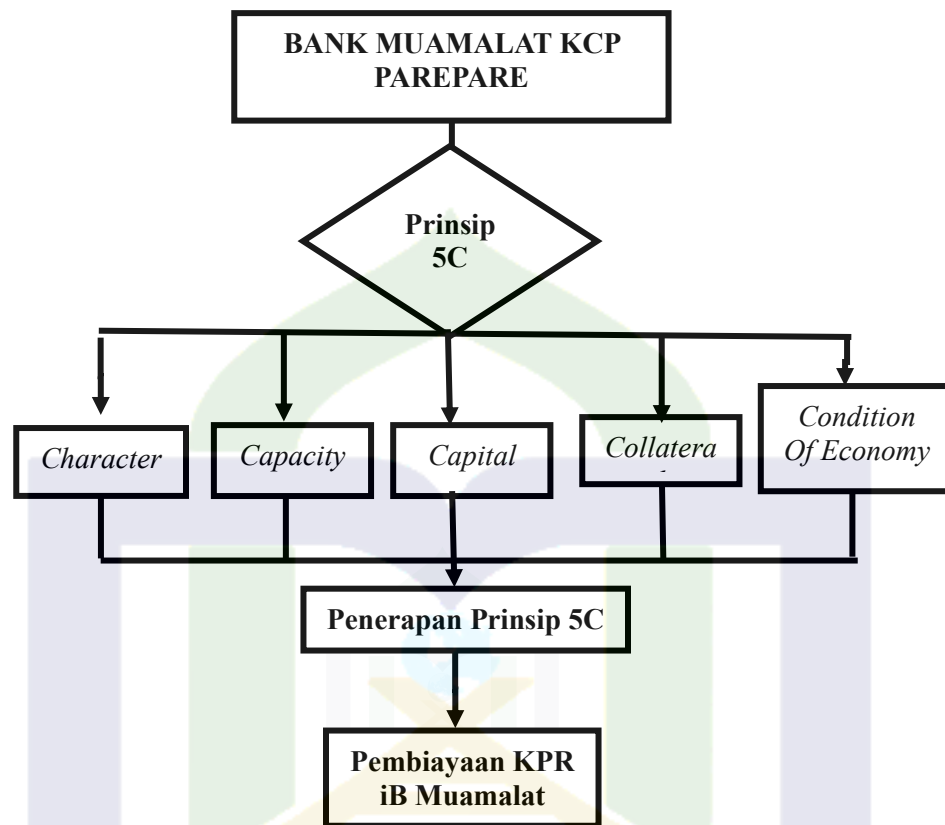 BANK MUAMALAT KCP
PAREPARE
Prinsip
5C
Character
Capacity
Capital
Collatera
Condition
Of Economy
Penerapan Prinsip 5C
Pembiayaan KPR
iB Muamalat